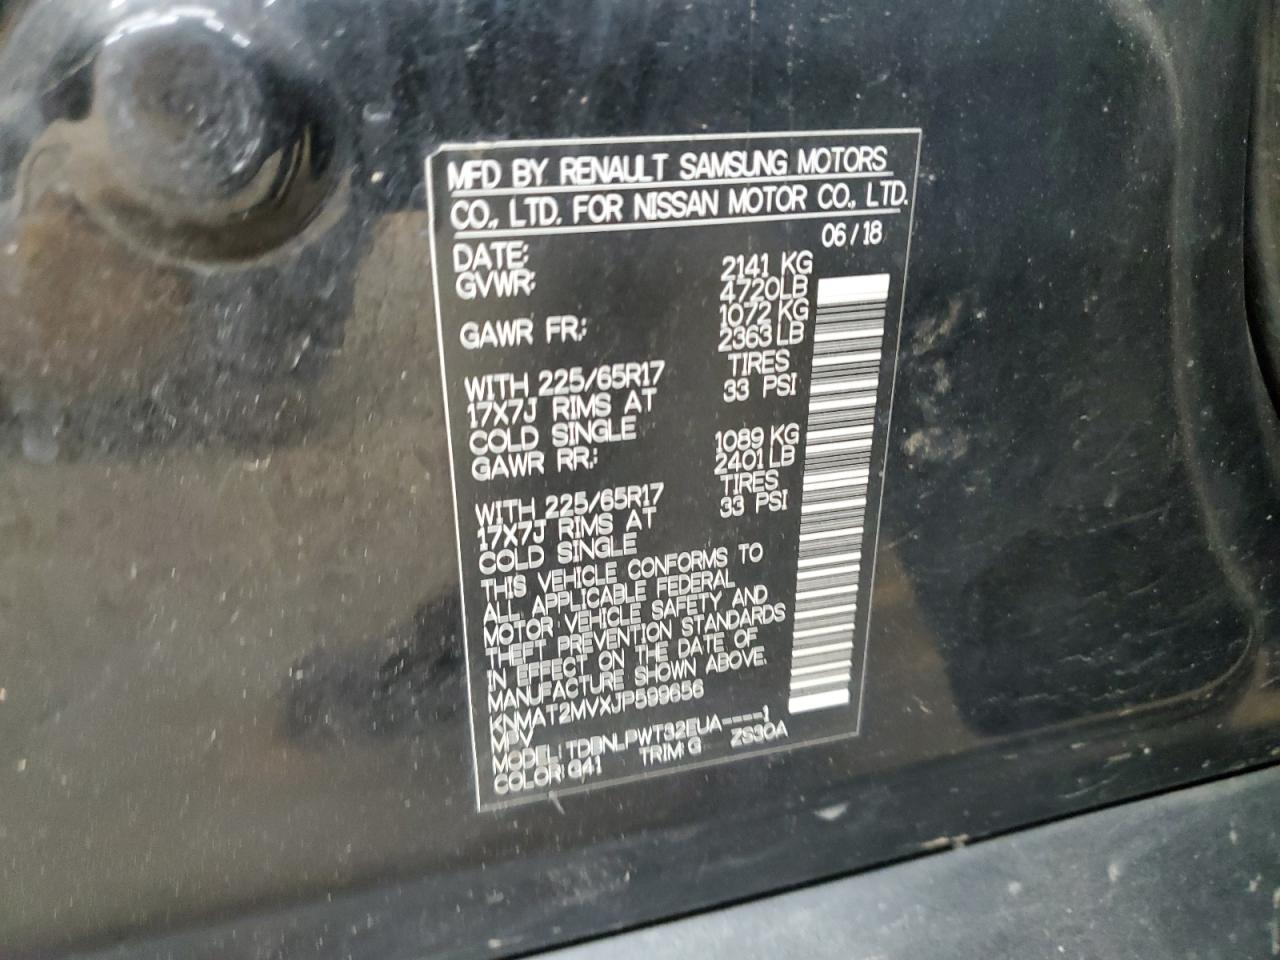 MFD BY RENAULT SAMSUNG MOTORS
CO., LTD. FOR NISSAN MOTOR CO., LTD.
DATE: 06/18
GVWR: 2141 KG
4720LB
GAWR FR: 1072 KG
2363LB
WITH 225/65R17 TIRES
17X7J RIMS AT 33 PSI
COLD SINGLE
GAWR RR: 1089 KG
2401LB
WITH 225/65R17 TIRES
17X7J RIMS AT 33 PSI
COLD SINGLE
THIS VEHICLE CONFORMS TO
ALL APPLICABLE FEDERAL
MOTOR VEHICLE SAFETY AND
THEFT PREVENTION STANDARDS
IN EFFECT ON THE DATE OF
MANUFACTURE SHOWN ABOVE.
KNMAT2MVXJP599656
MPV
MODEL: TDBNLPWT32EUA----1
COLOR: G41 TRIM: G ZS30A